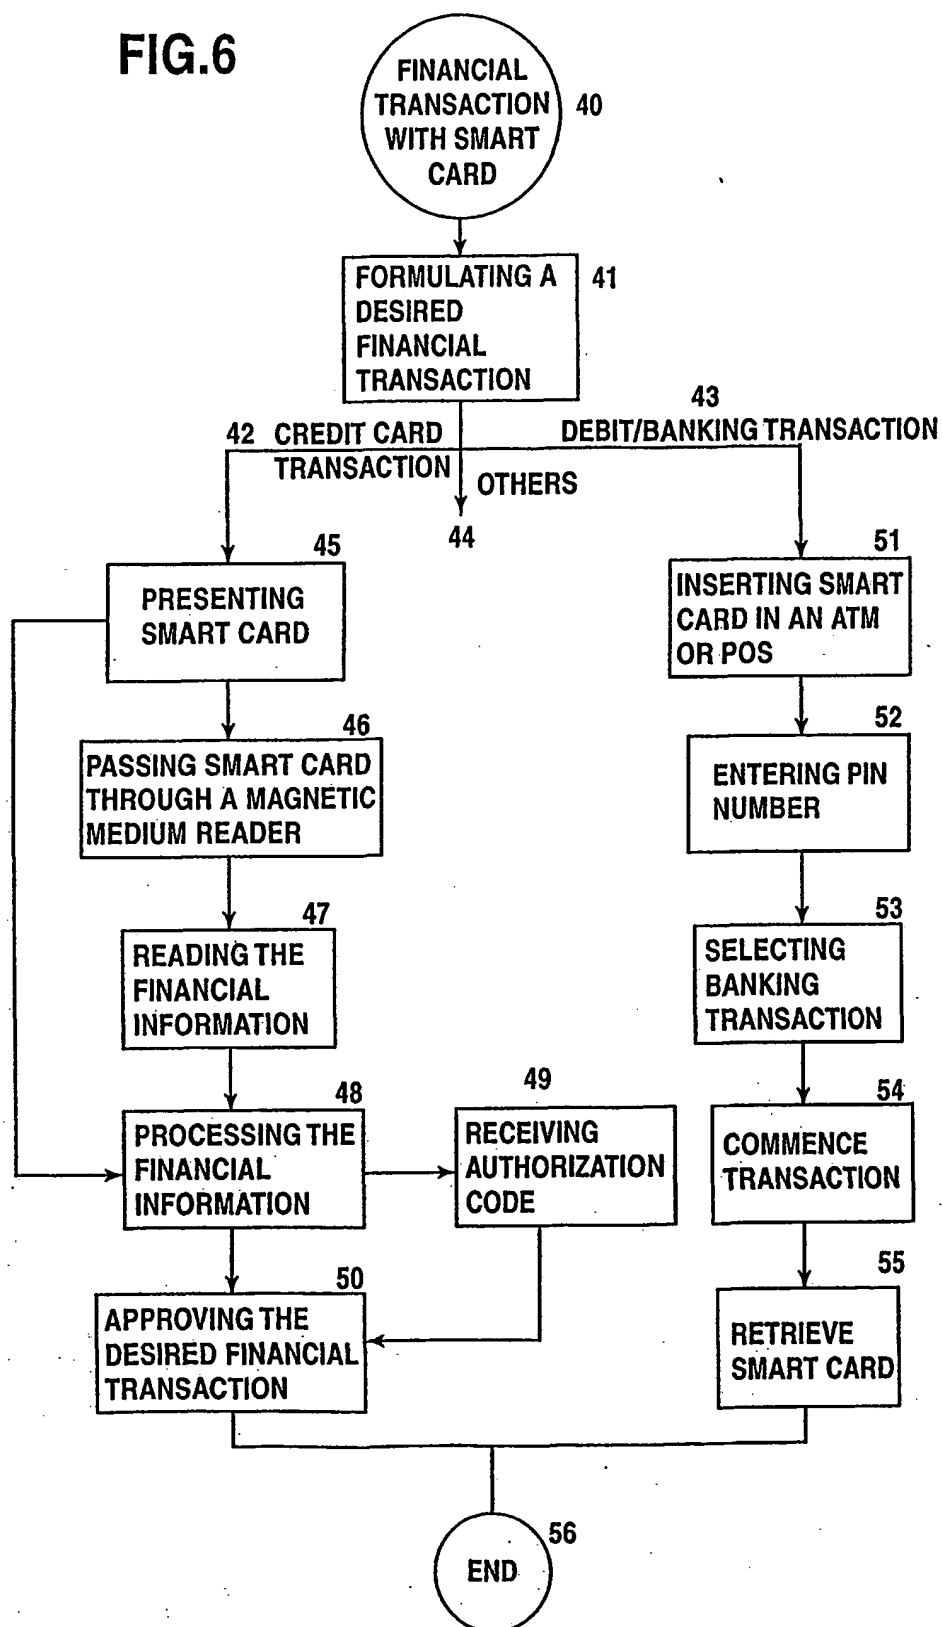 FIG.6
FINANCIAL
TRANSACTION
WITH SMART
CARD
40
FORMULATING A
DESIRED
FINANCIAL
TRANSACTION
41
42 CREDIT CARD
TRANSACTION
43
DEBIT/BANKING TRANSACTION
OTHERS
44
45
PRESENTING
SMART CARD
46
PASSING SMART CARD
THROUGH A MAGNETIC
MEDIUM READER
47
READING THE
FINANCIAL
INFORMATION
48
PROCESSING THE
FINANCIAL
INFORMATION
49
RECEIVING
AUTHORIZATION
CODE
50
APPROVING THE
DESIRED FINANCIAL
TRANSACTION
51
INSERTING SMART
CARD IN AN ATM
OR POS
52
ENTERING PIN
NUMBER
53
SELECTING
BANKING
TRANSACTION
54
COMMENCE
TRANSACTION
55
RETRIEVE
SMART CARD
56
END